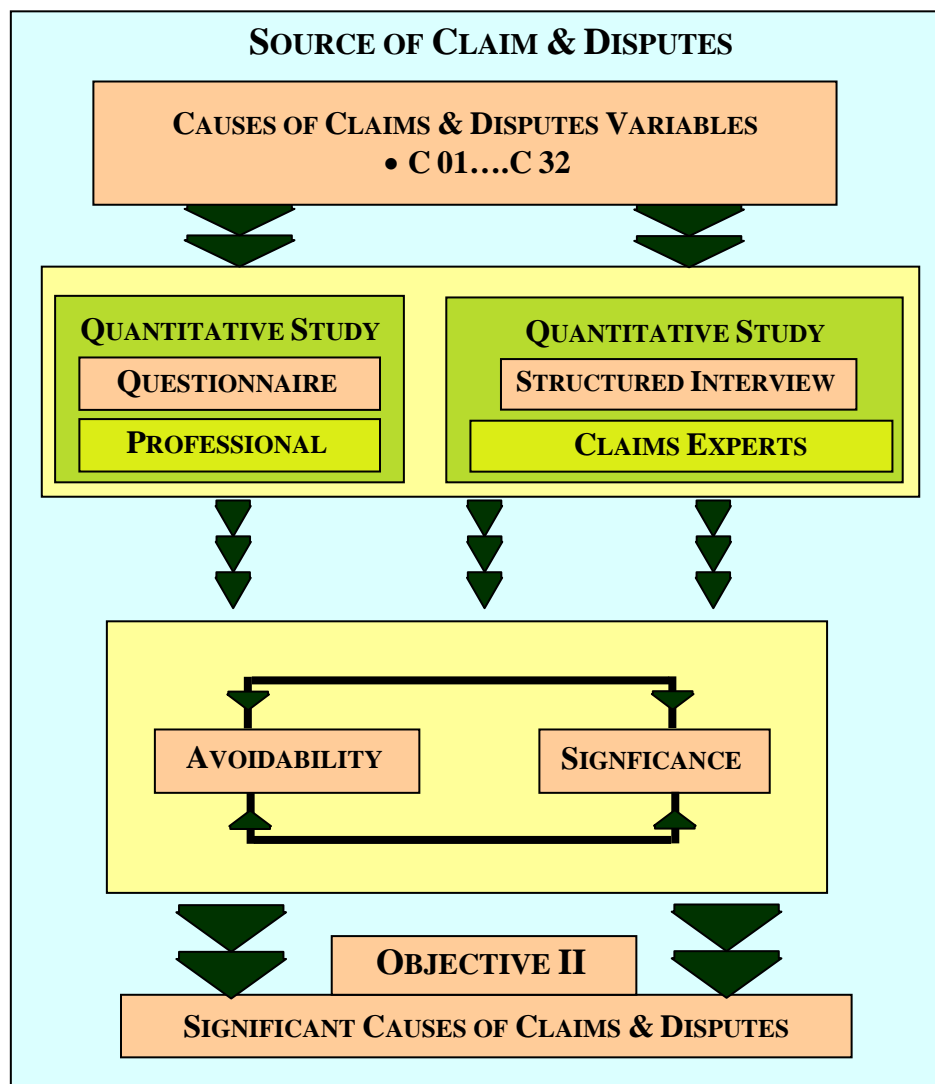 SOURCE OF CLAIM & DISPUTES
CAUSES OF CLAIMS & DISPUTES VARIABLES
• C 01....C 32
QUANTITATIVE STUDY
QUESTIONNAIRE
PROFESSIONAL
QUANTITATIVE STUDY
STRUCTURED INTERVIEW
CLAIMS EXPERTS
AVOIDABILITY
SIGNFICANCE
OBJECTIVE II
SIGNIFICANT CAUSES OF CLAIMS & DISPUTES